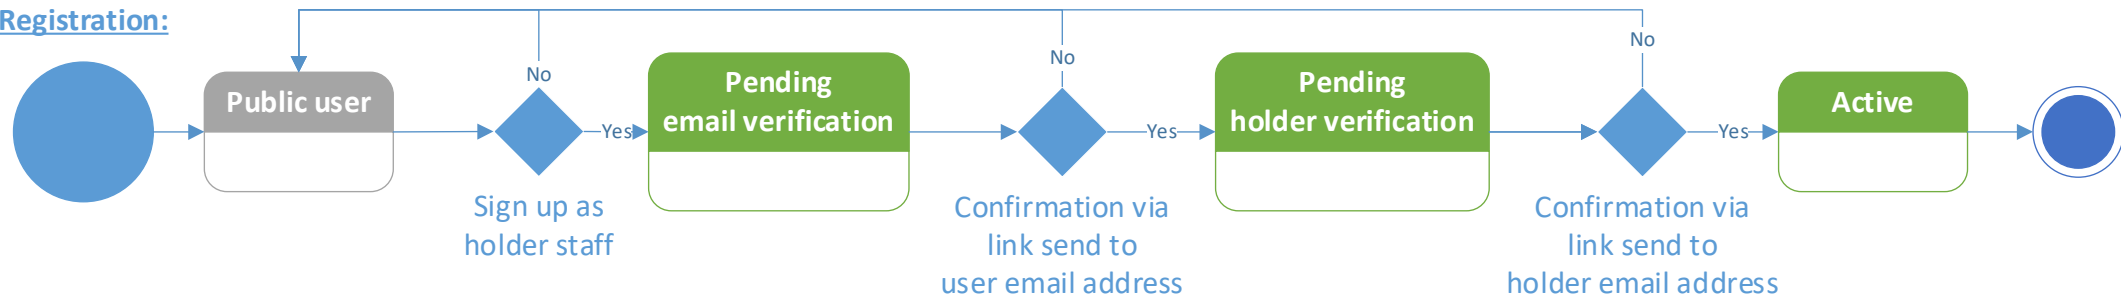 Registration:
Public user
No
Yes
Sign up as
holder staff
Pending
email verification
No
Yes
Confirmation via
link send to
user email address
Pending
holder verification
No
Yes
Confirmation via
link send to
holder email address
Active